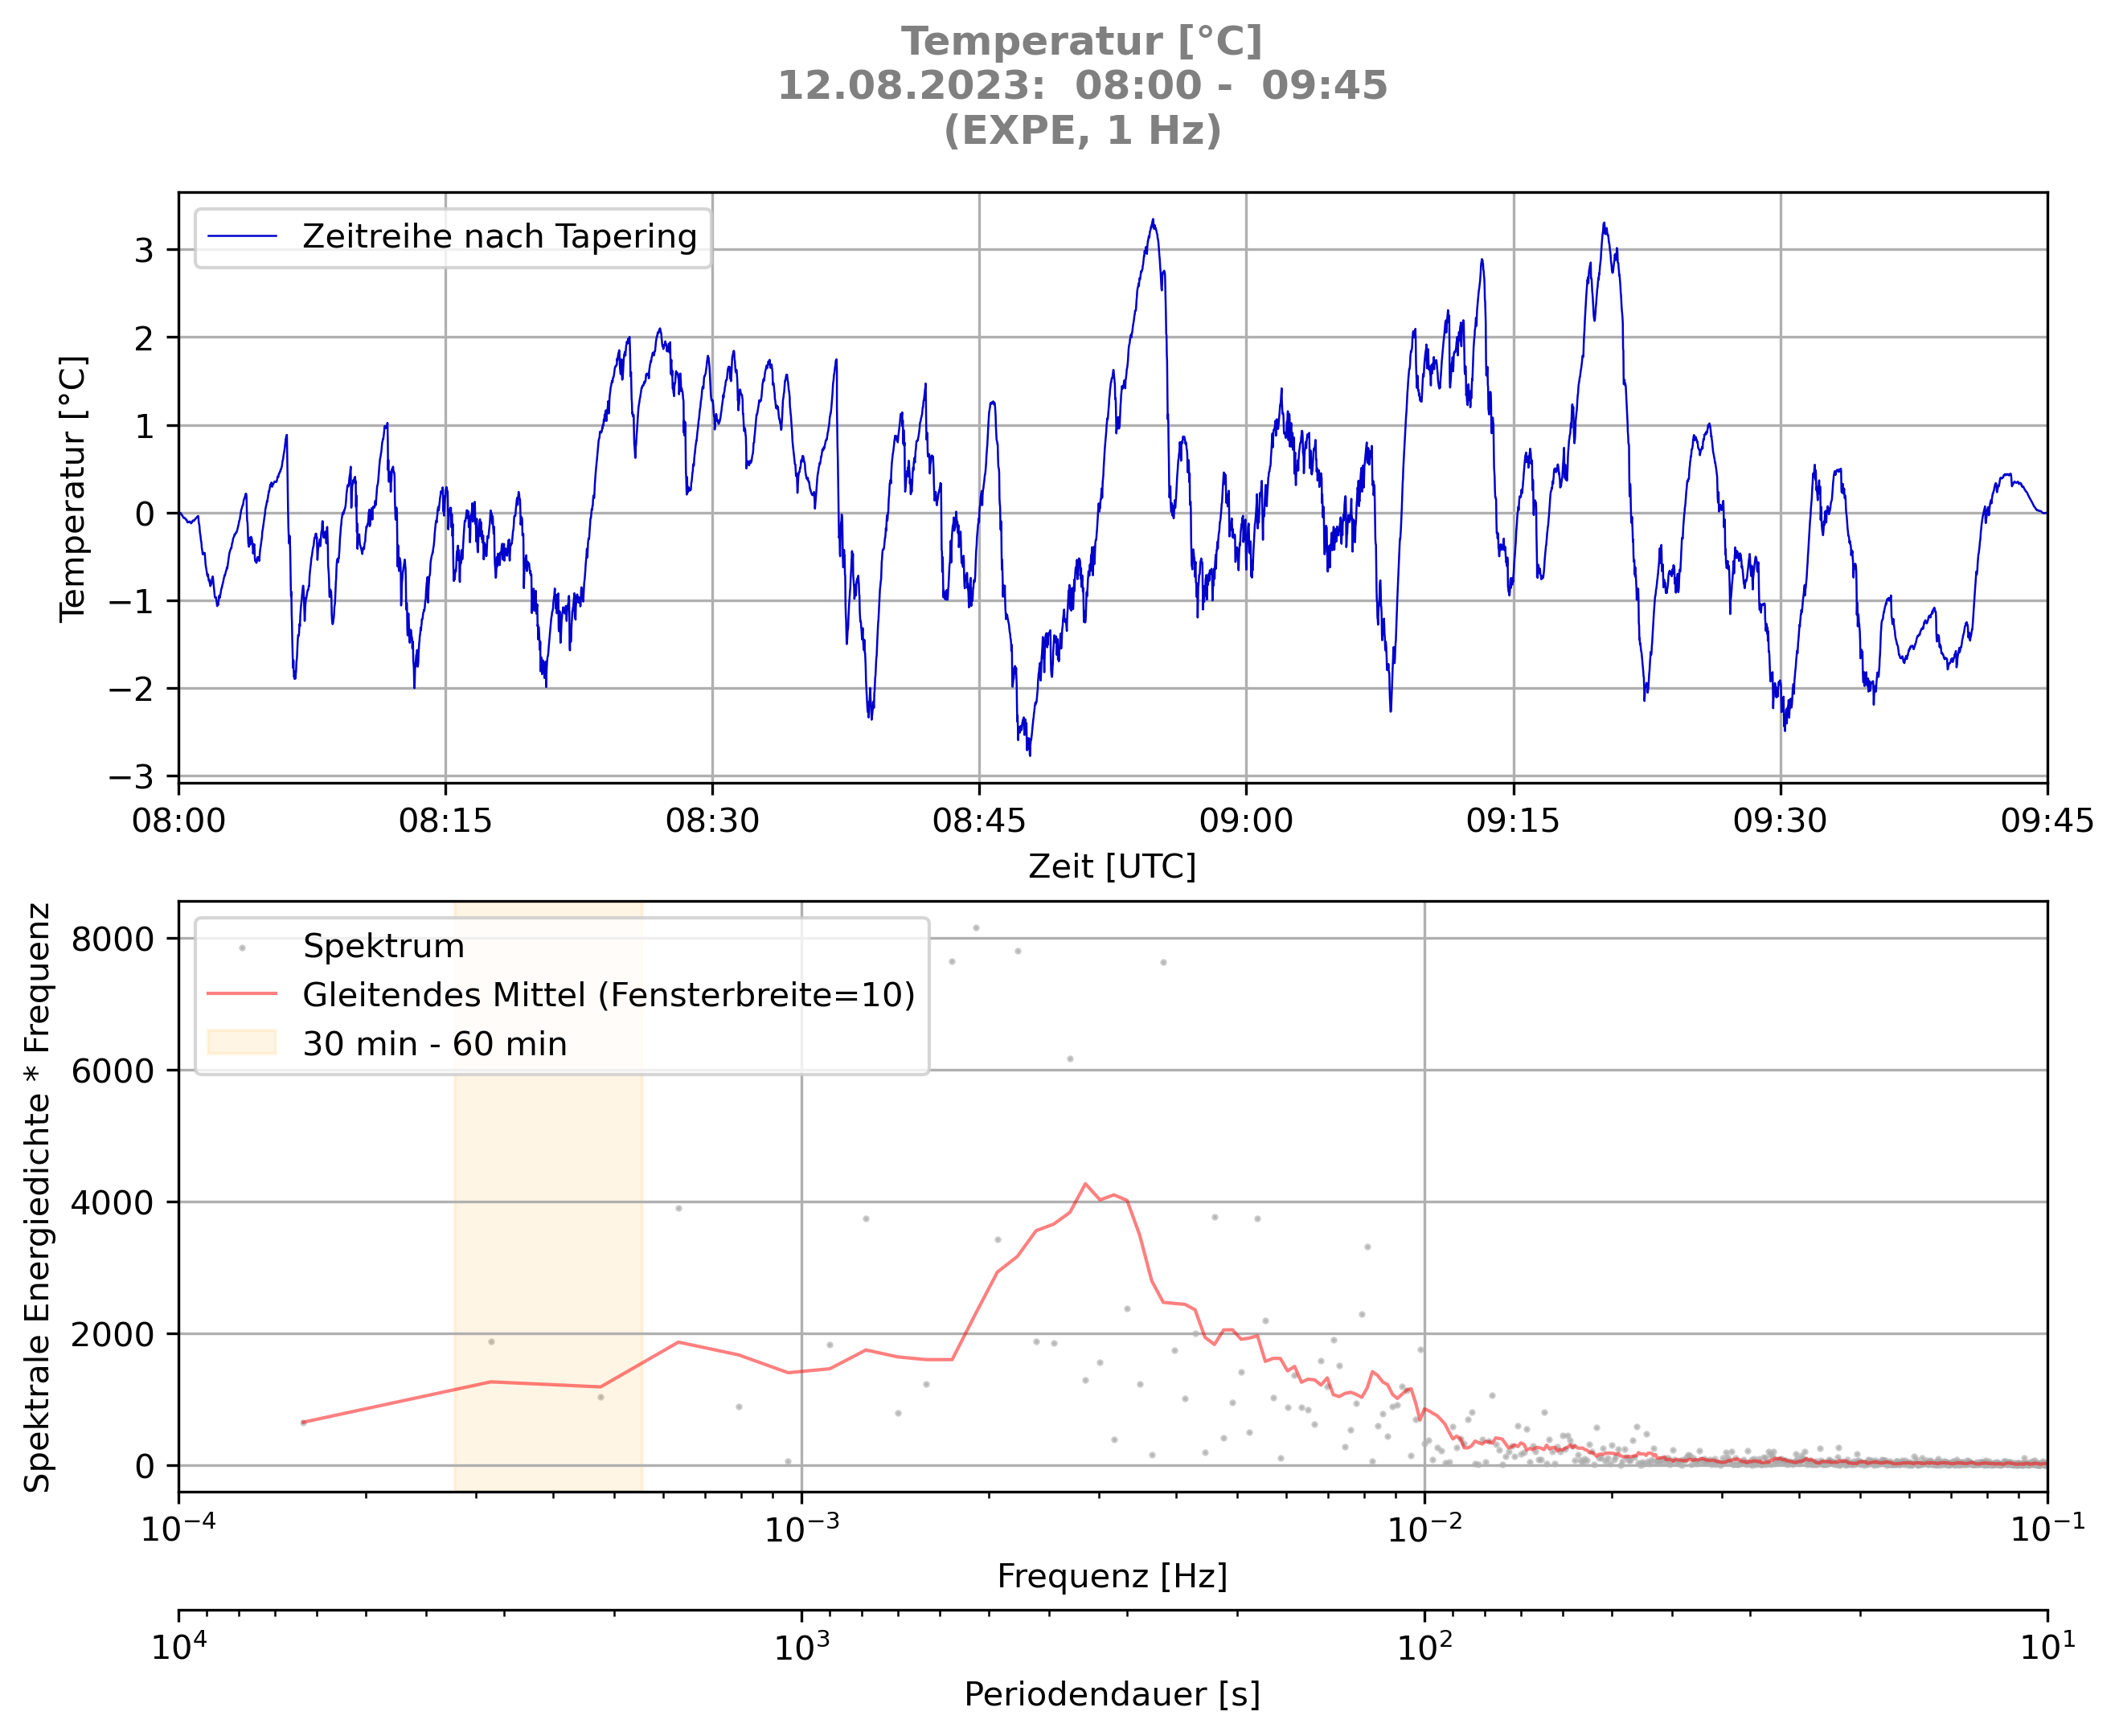 Temperatur [°C]
12.08.2023:  08:00 -  09:45
(EXPE, 1 Hz)
Zeitreihe nach Tapering
Temperatur [°C]
3
2
1
0
−1
−2
−3
08:00 08:15 08:30 08:45 09:00 09:15 09:30 09:45
Zeit [UTC]
Spektrum
Gleitendes Mittel (Fensterbreite=10)
30 min - 60 min
Spektrale Energiedichte * Frequenz
8000
6000
4000
2000
0
10⁻⁴ 10⁻³ 10⁻² 10⁻¹
Frequenz [Hz]
10⁴ 10³ 10² 10¹
Periodendauer [s]